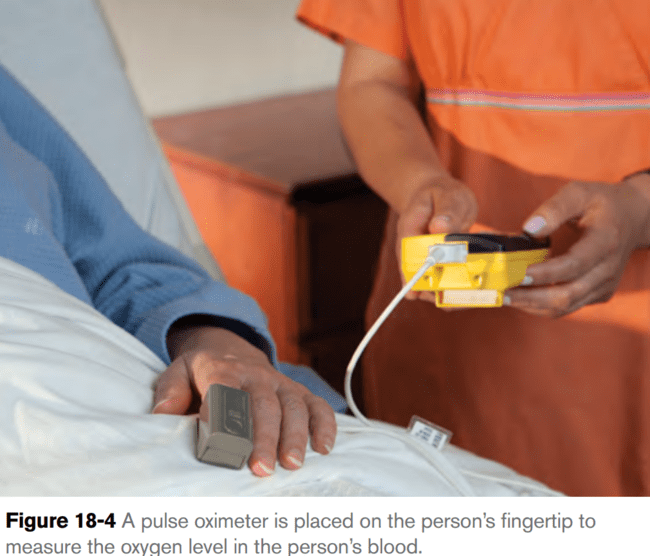 Figure 18-4 A pulse oximeter is placed on the person's fingertip to
measure the oxygen level in the person's blood.